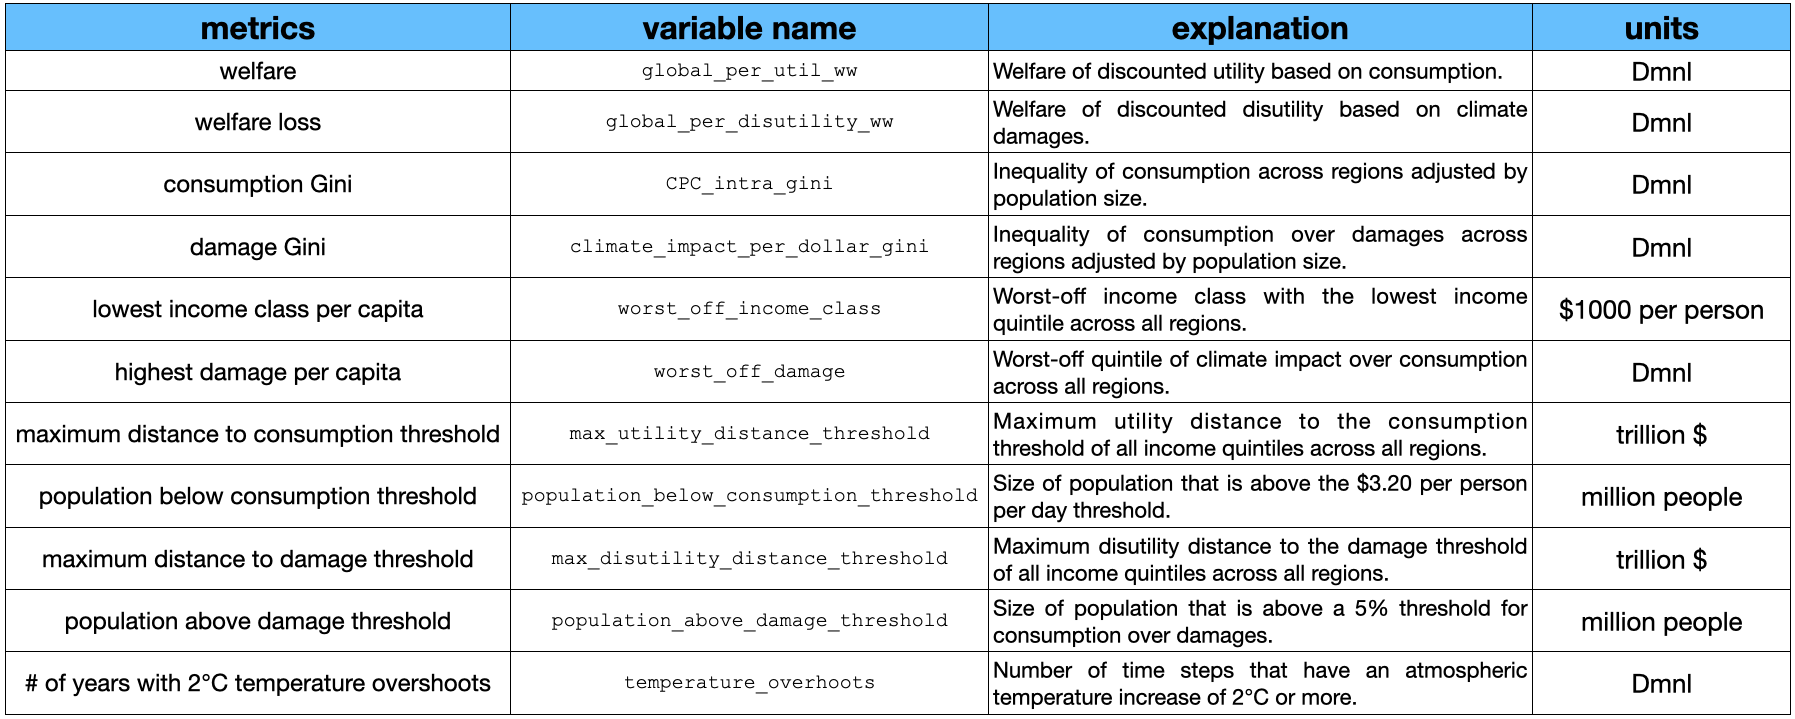 metrics variable name explanation units
welfare global_per_util_ww Welfare of discounted utility based on consumption. Dmnl
welfare loss global_per_disutility_ww Welfare of discounted disutility based on climate
damages. Dmnl
consumption Gini CPC_intra_gini Inequality of consumption across regions adjusted by
population size. Dmnl
damage Gini climate_impact_per_dollar_gini Inequality of consumption over damages across
regions adjusted by population size. Dmnl
lowest income class per capita worst_off_income_class Worst-off income class with the lowest income
quintile across all regions. $1000 per person
highest damage per capita worst_off_damage Worst-off quintile of climate impact over consumption
across all regions. Dmnl
maximum distance to consumption threshold max_utility_distance_threshold Maximum utility distance to the consumption
threshold of all income quintiles across all regions. trillion $
population below consumption threshold population_below_consumption_threshold Size of population that is above the $3.20 per person
per day threshold. million people
maximum distance to damage threshold max_disutility_distance_threshold Maximum disutility distance to the damage threshold
of all income quintiles across all regions. trillion $
population above damage threshold population_above_damage_threshold Size of population that is above a 5% threshold for
consumption over damages. million people
# of years with 2°C temperature overshoots temperature_overhoots Number of time steps that have an atmospheric
temperature increase of 2°C or more. Dmnl